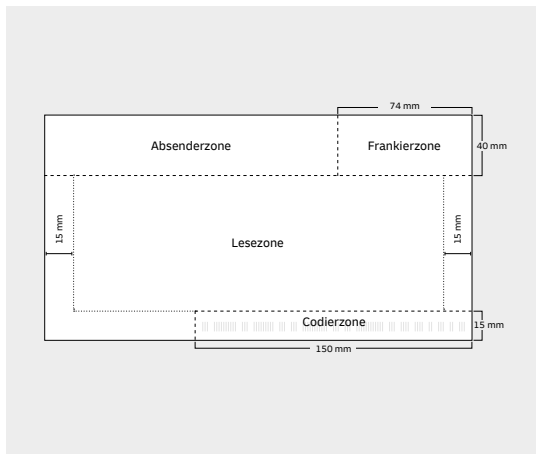 74 mm
Absenderzone
Frankierzone
40 mm
15 mm
15 mm
Lesezone
Codierzone
15 mm
150 mm